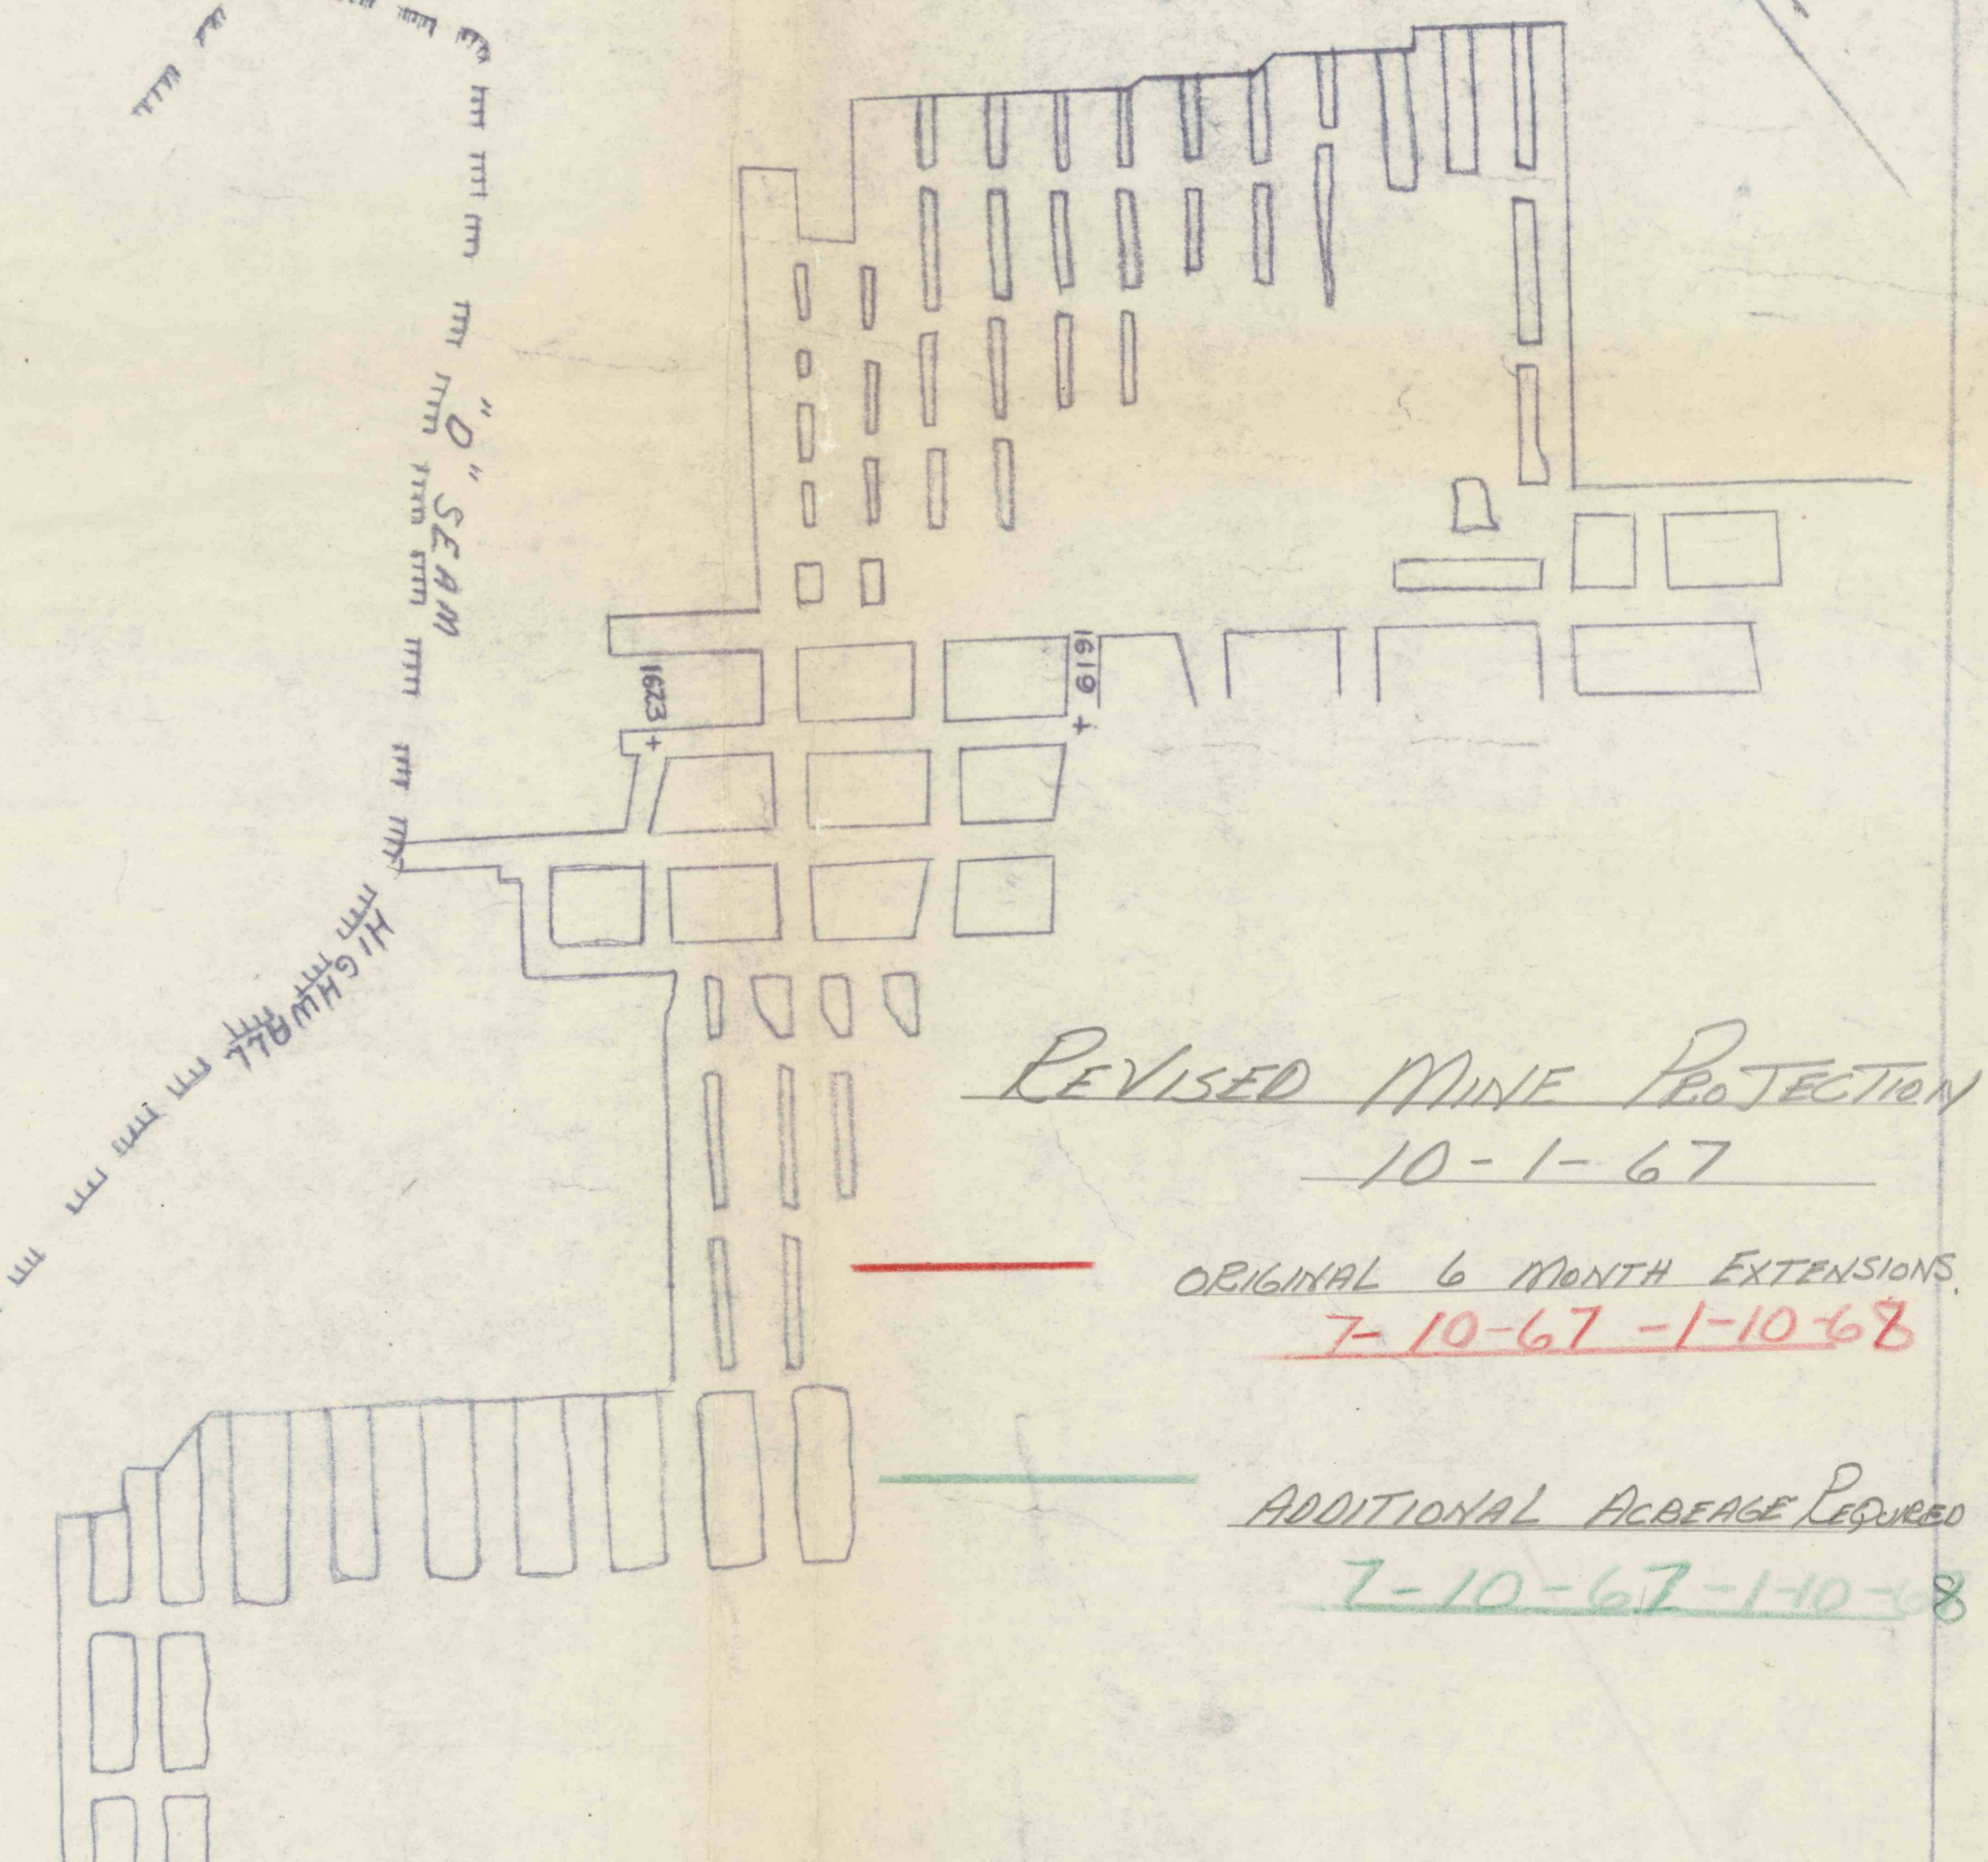 "D" SEAM
1623
1619
HIGHWALL
REVISED MINE PROJECTION
10-1-67
ORIGINAL 6 MONTH EXTENSIONS.
7-10-67 -1-10-68
ADDITIONAL ACREAGE REQUIRED
7-10-67-1-10-68